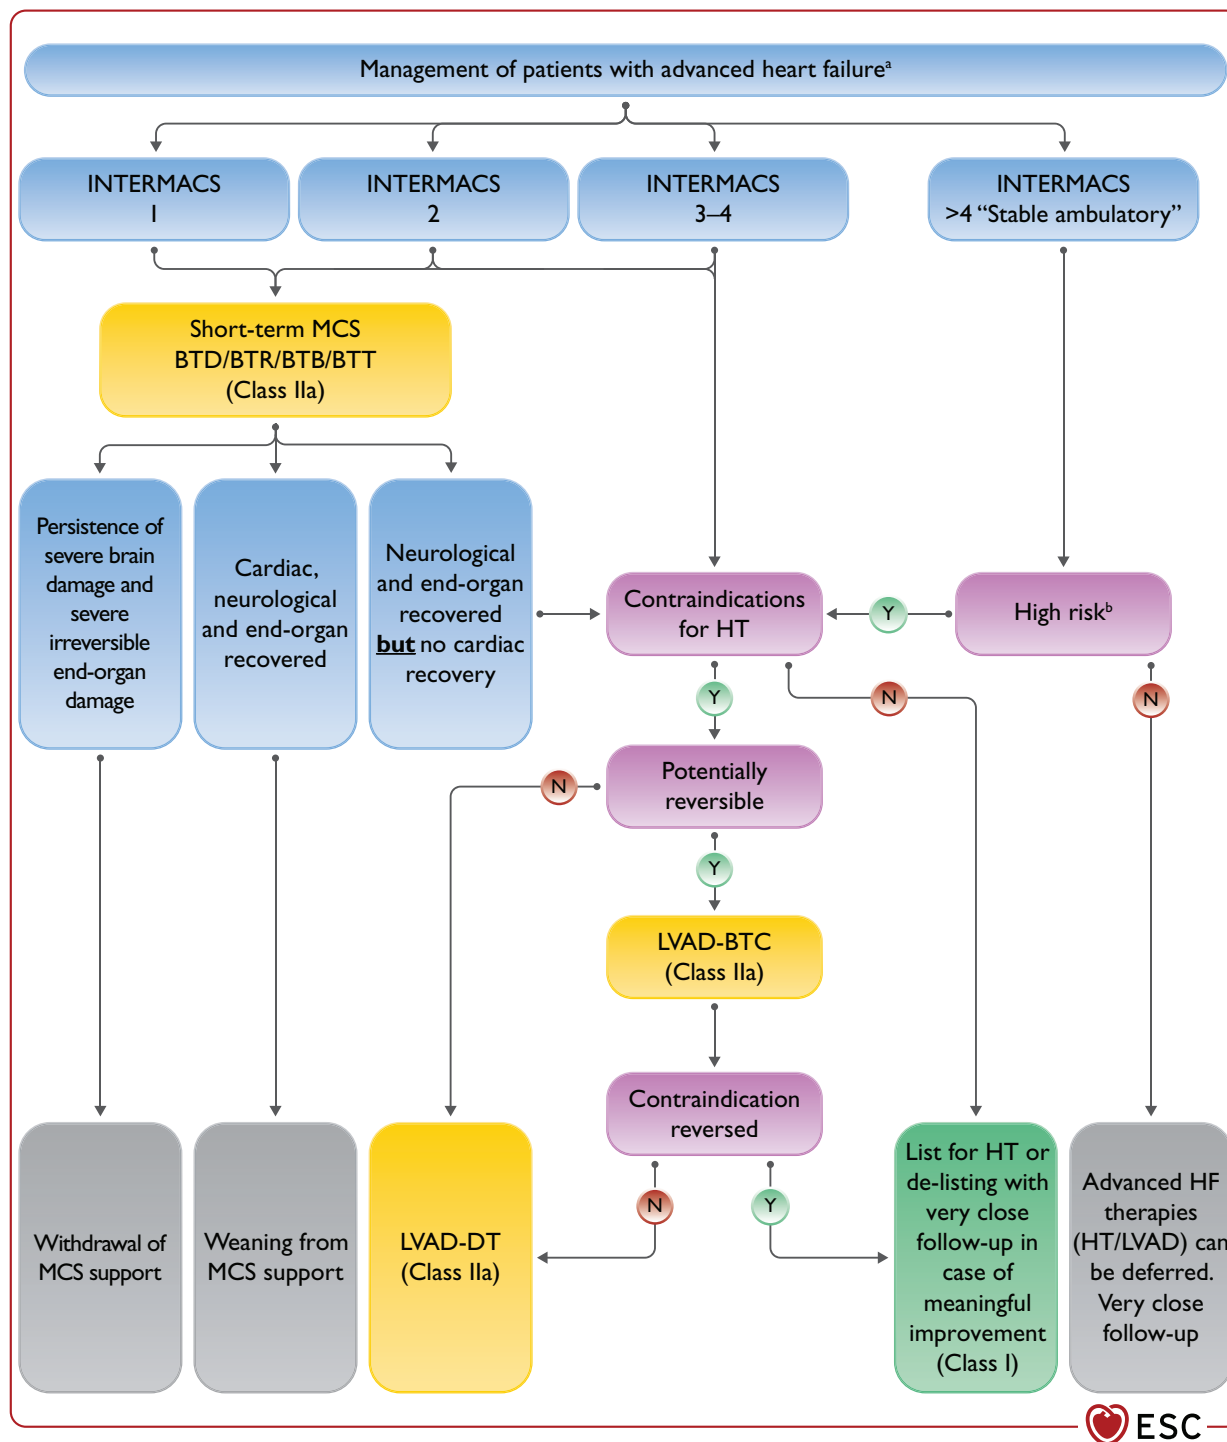 Management of patients with advanced heart failureᵃ
INTERMACS
1
INTERMACS
2
INTERMACS
3–4
INTERMACS
>4 “Stable ambulatory”
Short-term MCS
BTD/BTR/BTB/BTT
(Class IIa)
Persistence of
severe brain
damage and
severe
irreversible
end-organ
damage
Cardiac,
neurological
and end-organ
recovered
Neurological
and end-organ
recovered
but no cardiac
recovery
Contraindications
for HT
Y
High riskᵇ
Y
N
N
Potentially
reversible
N
Y
LVAD-BTC
(Class IIa)
Contraindication
reversed
N
Y
Withdrawal of
MCS support
Weaning from
MCS support
LVAD-DT
(Class IIa)
List for HT or
de-listing with
very close
follow-up in
case of
meaningful
improvement
(Class I)
Advanced HF
therapies
(HT/LVAD) can
be deferred.
Very close
follow-up
ESC